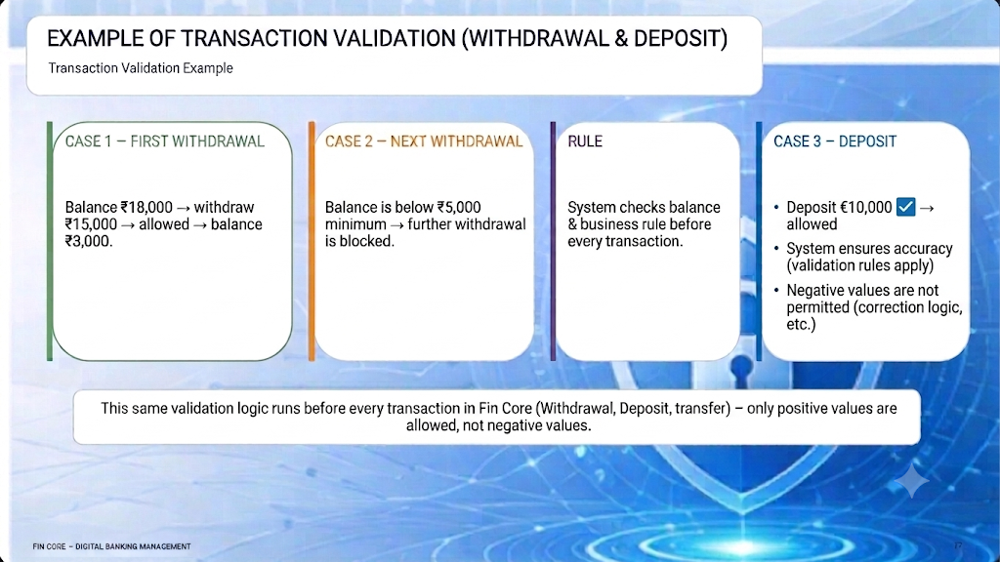 EXAMPLE OF TRANSACTION VALIDATION (WITHDRAWAL & DEPOSIT)
Transaction Validation Example
CASE 1 – FIRST WITHDRAWAL
Balance ₹18,000 → withdraw
₹15,000 → allowed → balance
₹3,000.
CASE 2 – NEXT WITHDRAWAL
Balance is below ₹5,000
minimum → further withdrawal
is blocked.
RULE
System checks balance
& business rule before
every transaction.
CASE 3 – DEPOSIT
• Deposit €10,000 ☑ →
allowed
• System ensures accuracy
(validation rules apply)
• Negative values are not
permitted (correction logic,
etc.)
This same validation logic runs before every transaction in Fin Core (Withdrawal, Deposit, transfer) – only positive values are
allowed, not negative values.
FIN CORE – DIGITAL BANKING MANAGEMENT